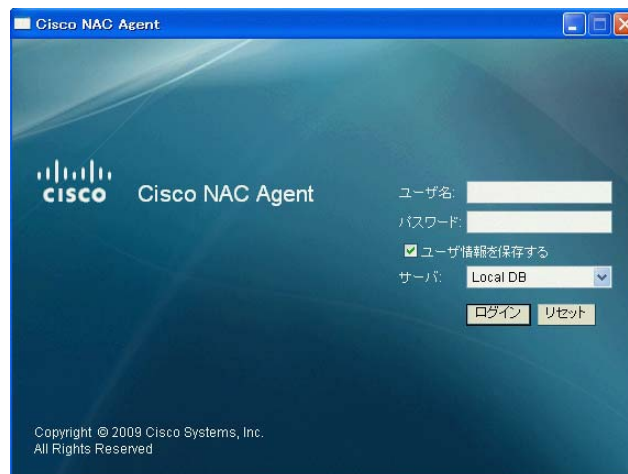 Cisco NAC Agent
CISCO
Cisco NAC Agent
ユーザ名:
パスワード:
ユーザ情報を保存する
サーバ:
Local DB
ログイン
リセット
Copyright © 2009 Cisco Systems, Inc.
All Rights Reserved